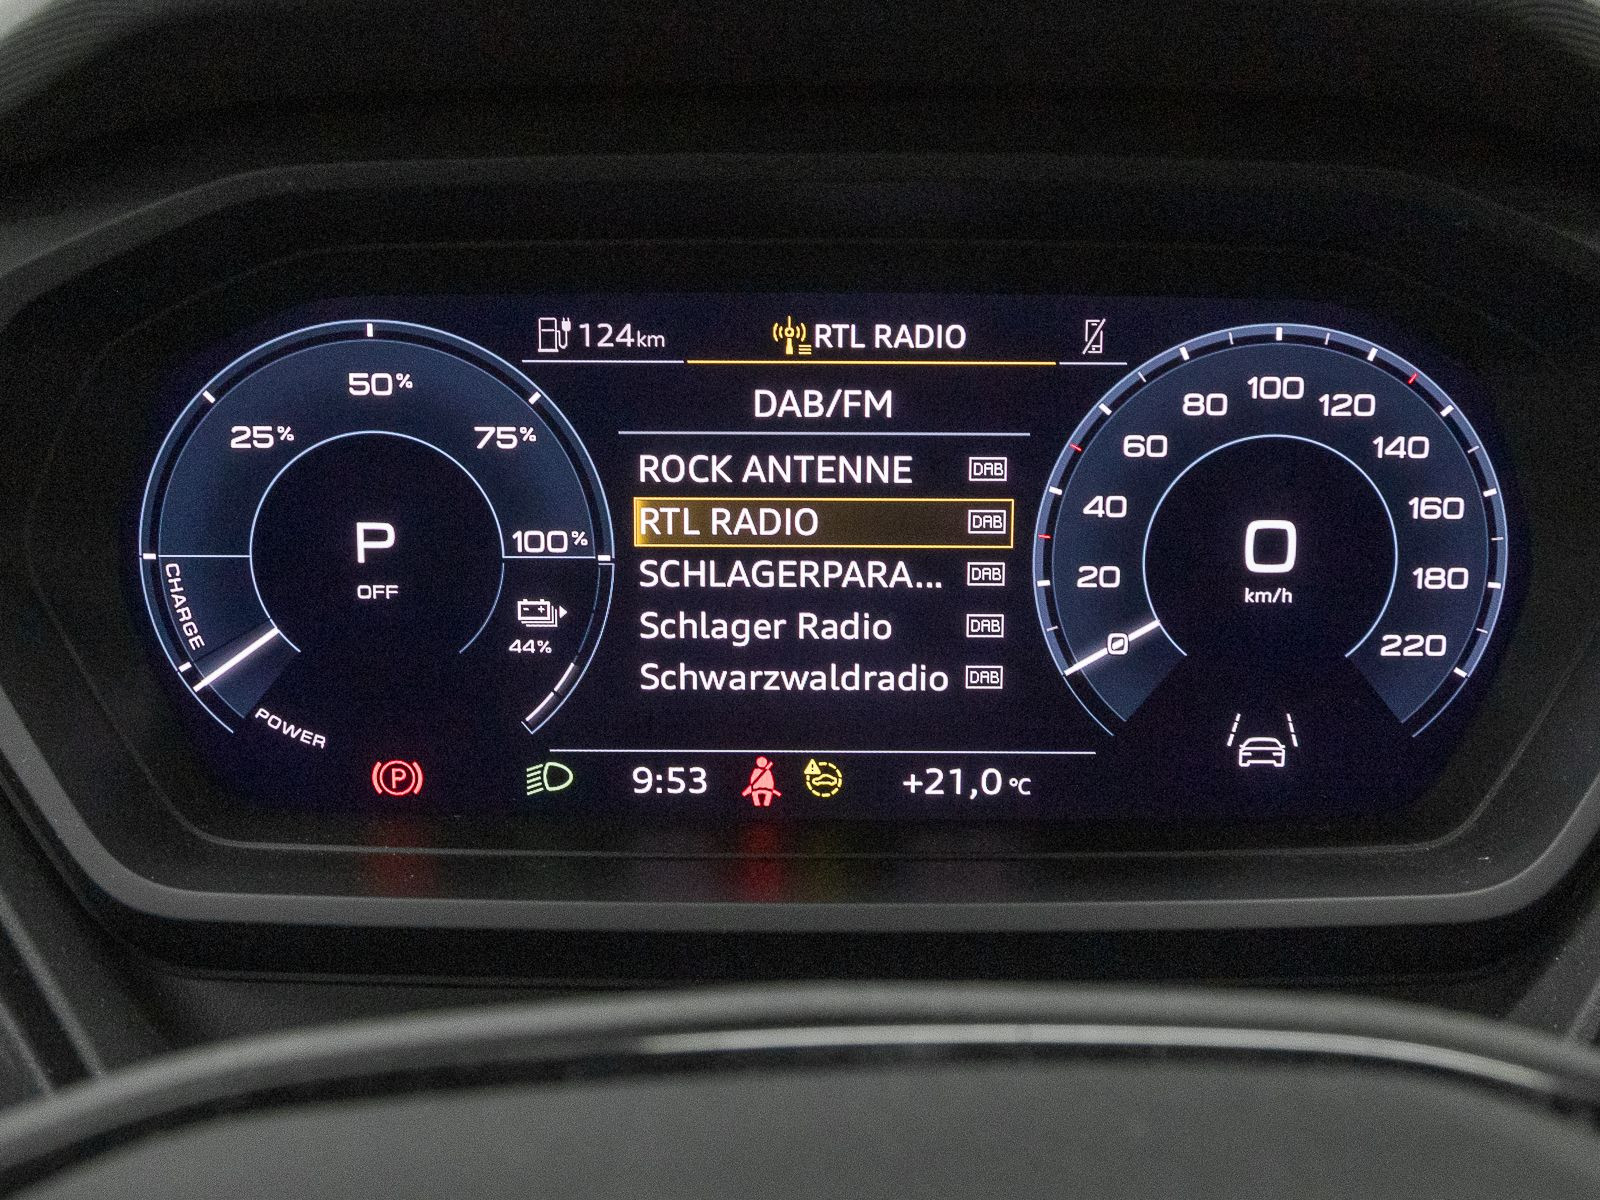 124km
RTL RADIO
DAB/FM
ROCK ANTENNE DAB
RTL RADIO DAB
SCHLAGERPARA... DAB
Schlager Radio DAB
Schwarzwaldradio DAB
25%
50%
75%
100%
P
OFF
CHARGE
POWER
44%
20
40
60
80
100
120
140
160
180
220
0
km/h
P
9:53
+21,0 °C